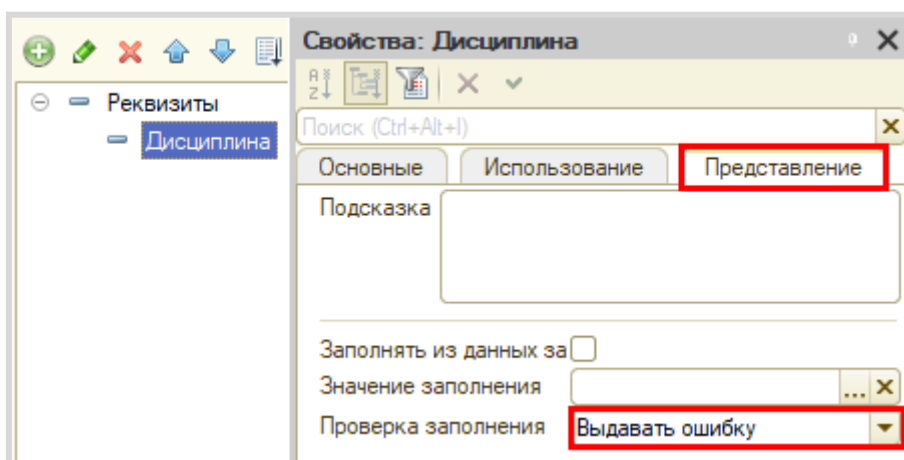 Свойства: Дисциплина
Реквизиты
Дисциплина
Поиск (Ctrl+Alt+I)
Основные Использование Представление
Подсказка
Заполнять из данных за
Значение заполнения ...
Проверка заполнения Выдавать ошибку